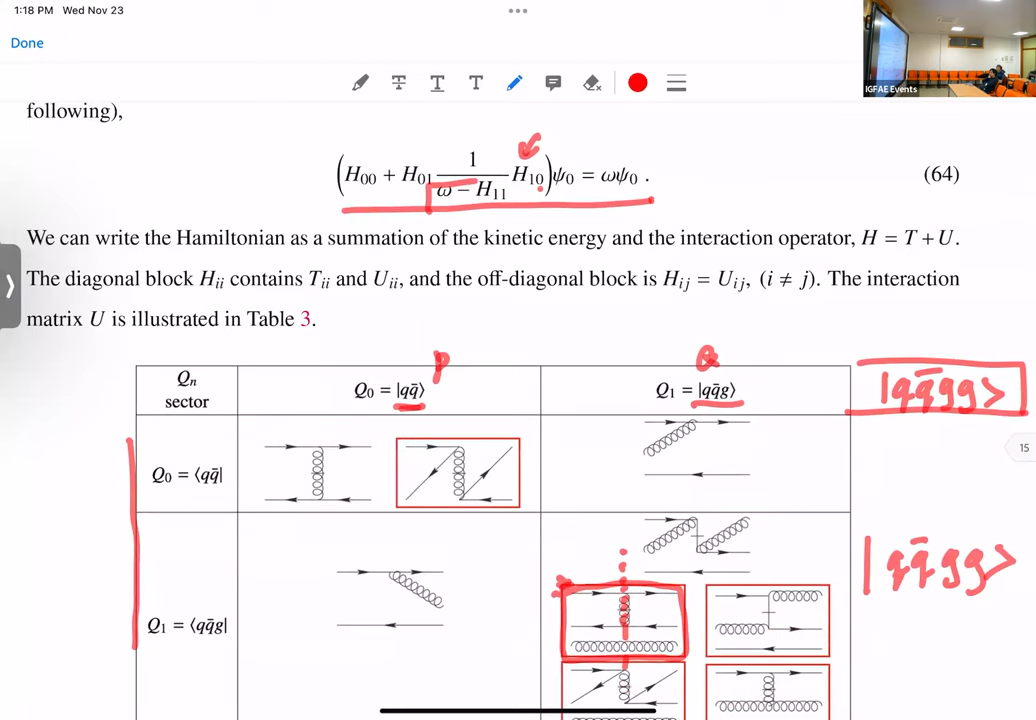 1:18 PM Wed Nov 23
Done
IGFAE Events
following),
(H₀₀ + H₀₁ 1/(ω − H₁₁) H₁₀)ψ₀ = ωψ₀ . (64)
We can write the Hamiltonian as a summation of the kinetic energy and the interaction operator, H = T + U.
The diagonal block Hᵢᵢ contains Tᵢᵢ and Uᵢᵢ, and the off-diagonal block is Hᵢⱼ = Uᵢⱼ, (i ≠ j). The interaction
matrix U is illustrated in Table 3.
P Q
Qₙ
sector
Q₀ = |qq̄⟩ Q₁ = |qq̄g⟩ |qq̄gg>
15
Q₀ = ⟨qq̄|
|qq̄gg>
Q₁ = ⟨qq̄g|